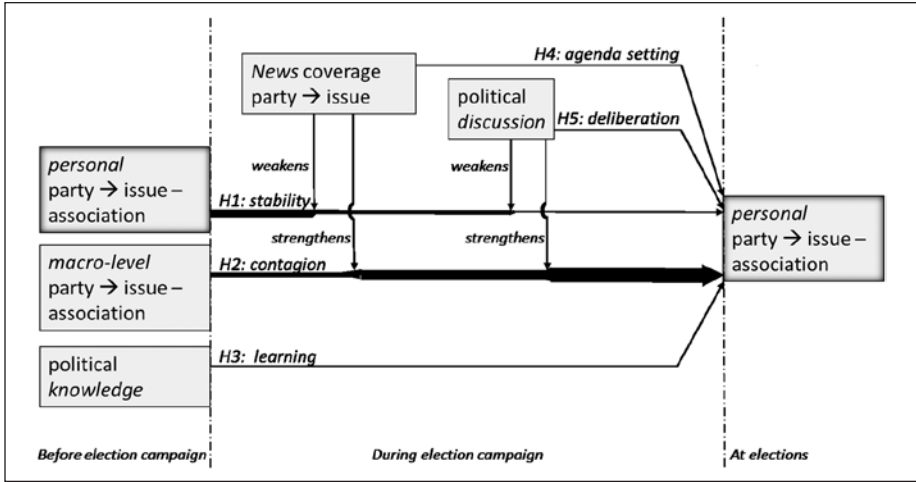 News coverage
party → issue
H4: agenda setting
political
discussion
H5: deliberation
weakens
weakens
personal
party → issue –
association
H1: stability
strengthens
strengthens
personal
party → issue –
association
macro-level
party → issue –
association
H2: contagion
H3: learning
political
knowledge
Before election campaign
During election campaign
At elections